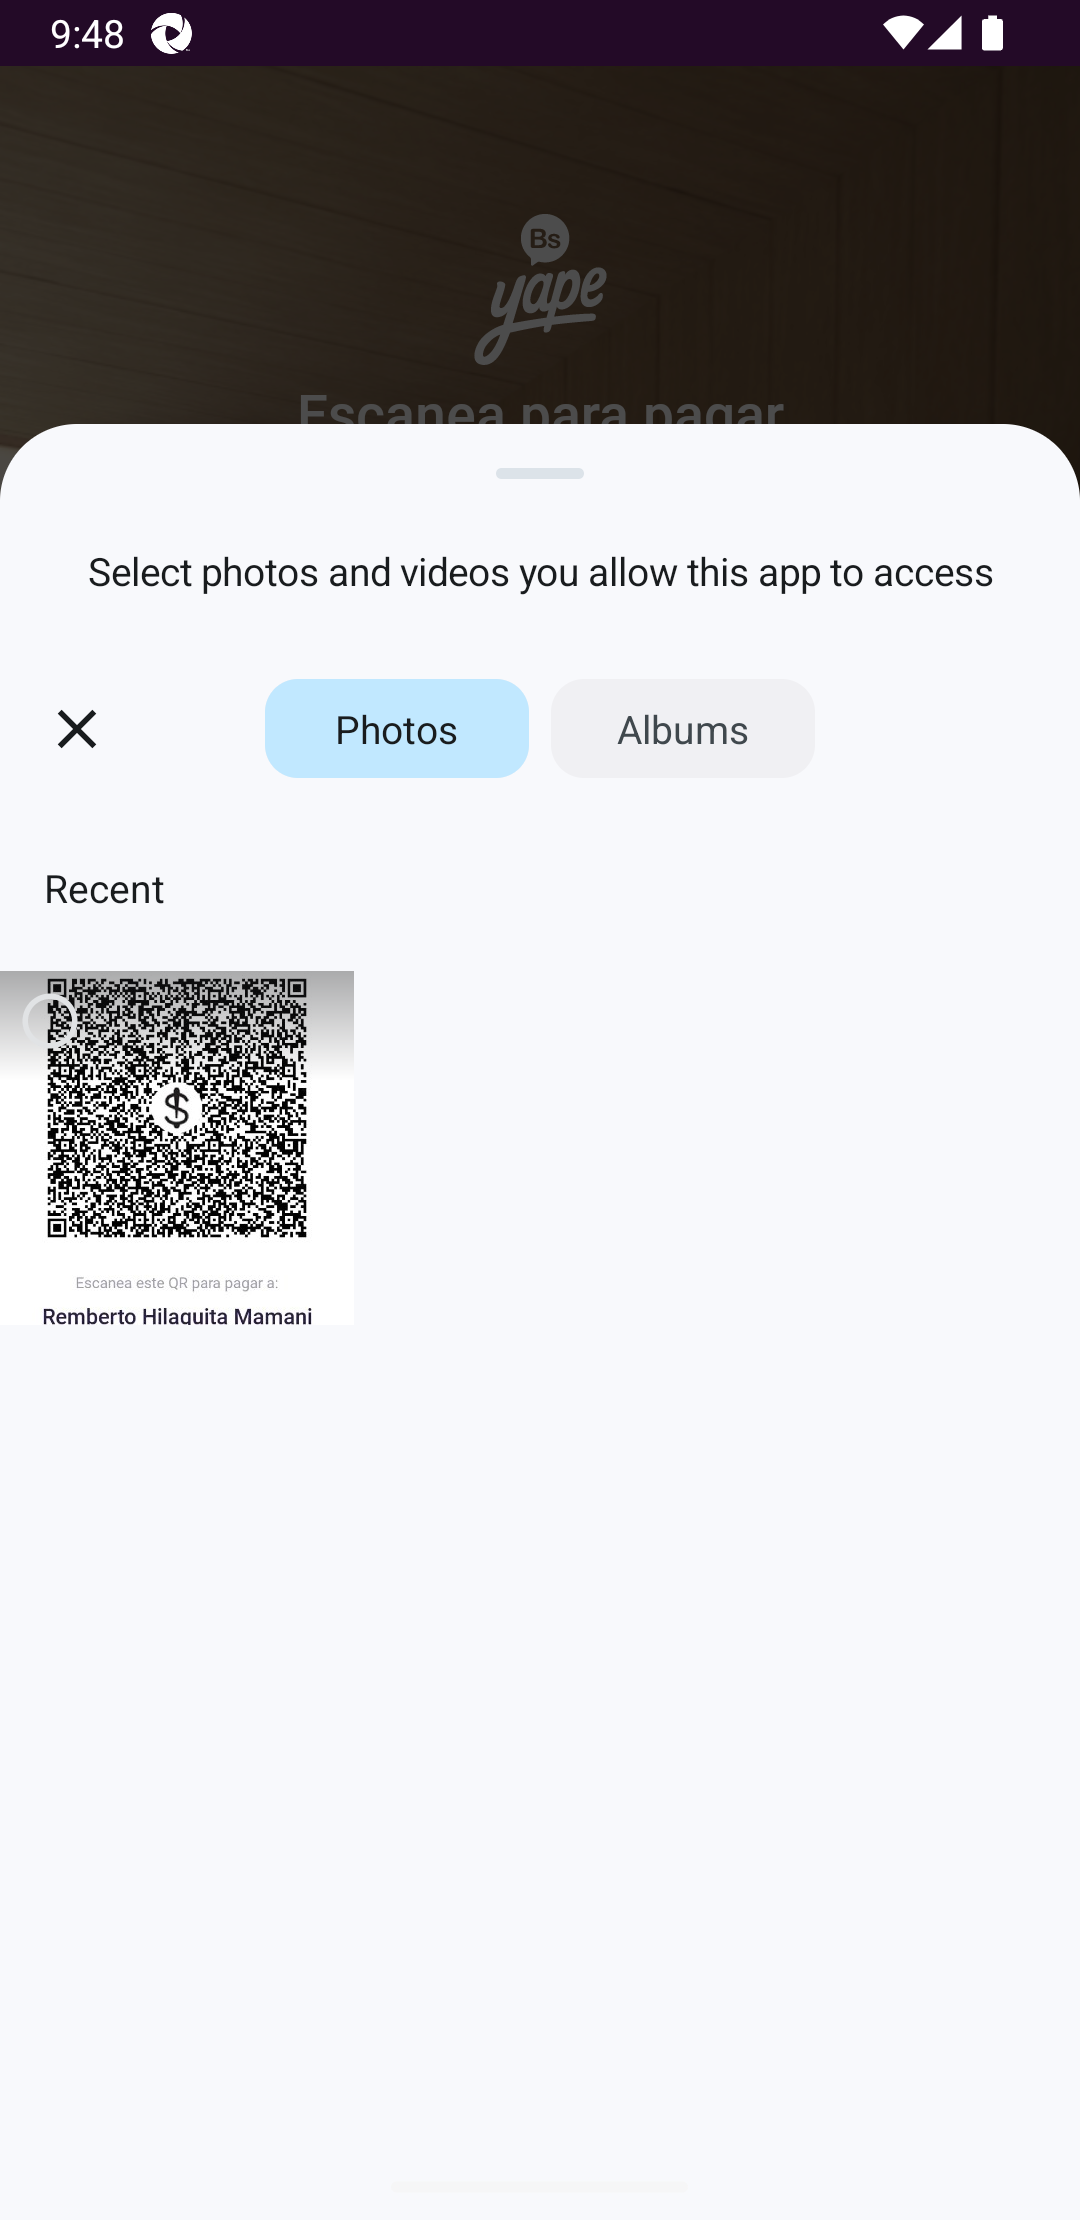 9:48
Bs
yape
Escanea para pagar
Select photos and videos you allow this app to access
Photos
Albums
Recent
$
Escanea este QR para pagar a:
Remberto Hilaquita Mamani